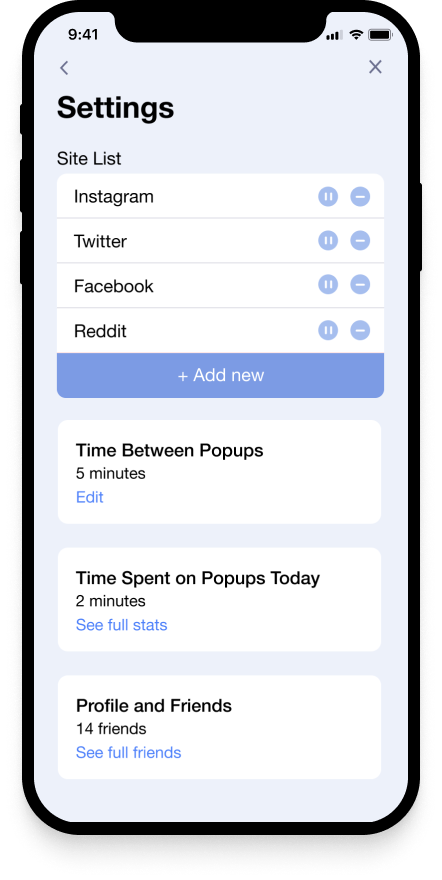 9:41
Settings
Site List
Instagram
Twitter
Facebook
Reddit
+ Add new
Time Between Popups
5 minutes
Edit
Time Spent on Popups Today
2 minutes
See full stats
Profile and Friends
14 friends
See full friends